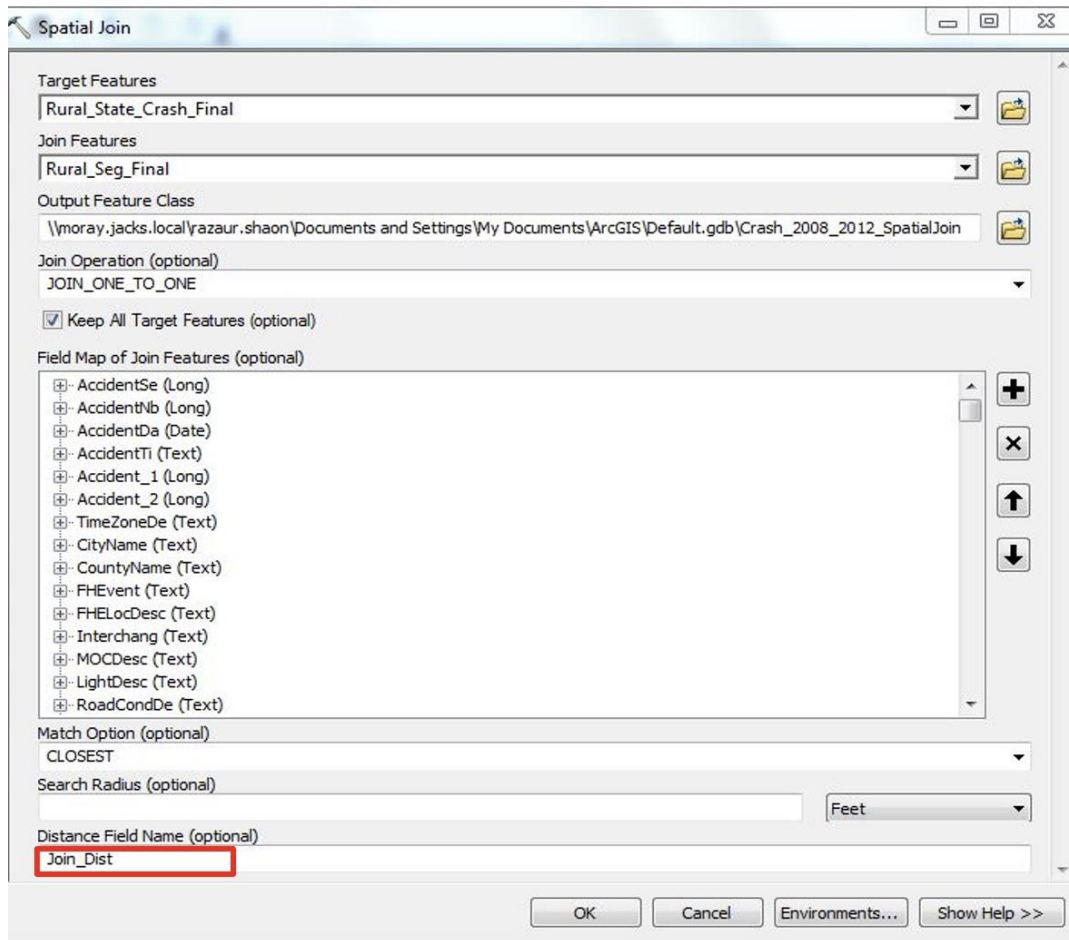 Spatial Join
Target Features
Rural_State_Crash_Final
Join Features
Rural_Seg_Final
Output Feature Class
\\moray.jacks.local\razaur.shaon\Documents and Settings\My Documents\ArcGIS\Default.gdb\Crash_2008_2012_SpatialJoin
Join Operation (optional)
JOIN_ONE_TO_ONE
Keep All Target Features (optional)
Field Map of Join Features (optional)
AccidentSe (Long)
AccidentNb (Long)
AccidentDa (Date)
AccidentTi (Text)
Accident_1 (Long)
Accident_2 (Long)
TimeZoneDe (Text)
CityName (Text)
CountyName (Text)
FHEvent (Text)
FHELocDesc (Text)
Interchang (Text)
MOCDesc (Text)
LightDesc (Text)
RoadCondDe (Text)
Match Option (optional)
CLOSEST
Search Radius (optional)
Feet
Distance Field Name (optional)
Join_Dist
OK Cancel Environments... Show Help >>